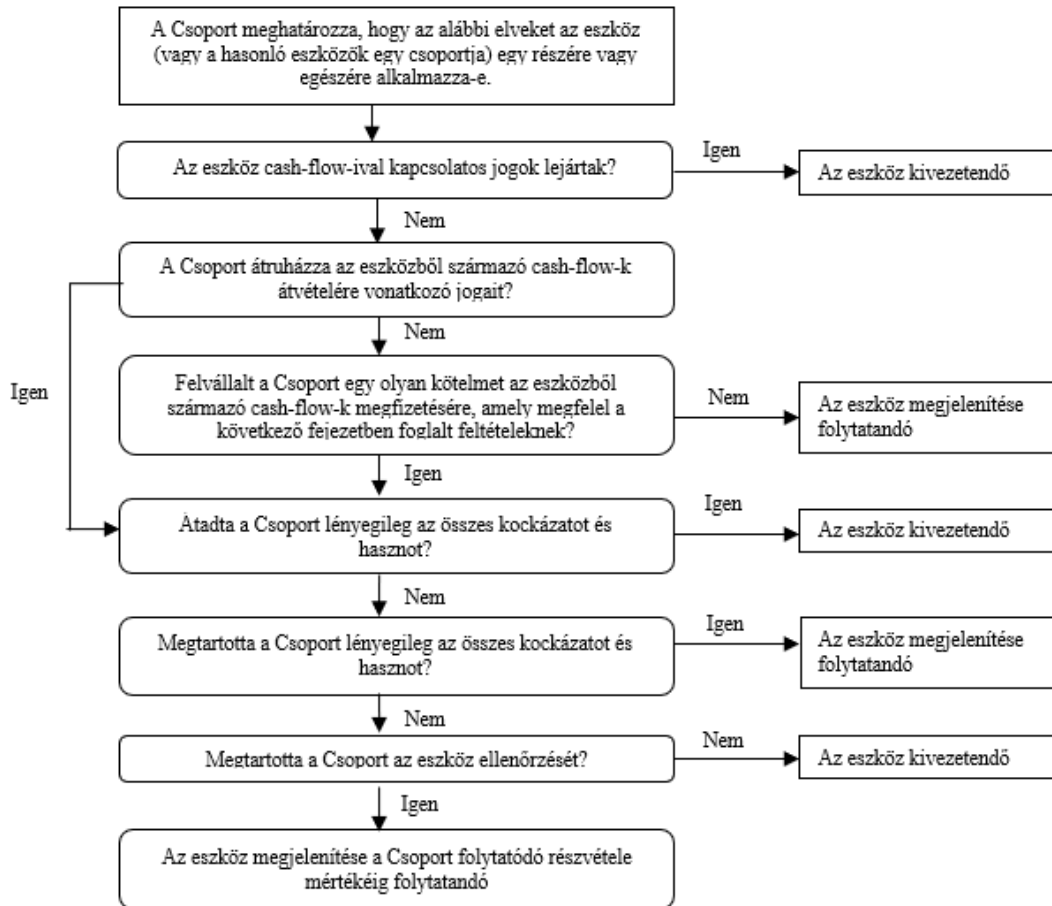 A Csoport meghatározza, hogy az alábbi elveket az eszköz
(vagy a hasonló eszközök egy csoportja) egy részére vagy
egészére alkalmazza-e.
Az eszköz cash-flow-ival kapcsolatos jogok lejártak?
Igen
Az eszköz kivezetendő
Nem
A Csoport átruházza az eszközből származó cash-flow-k
átvételére vonatkozó jogait?
Igen
Nem
Felvállalt a Csoport egy olyan kötelmet az eszközből
származó cash-flow-k megfizetésére, amely megfelel a
következő fejezetben foglalt feltételeknek?
Nem
Az eszköz megjelenítése
folytatandó
Igen
Átadta a Csoport lényegileg az összes kockázatot és
hasznot?
Igen
Az eszköz kivezetendő
Nem
Megtartotta a Csoport lényegileg az összes kockázatot és
hasznot?
Igen
Az eszköz megjelenítése
folytatandó
Nem
Megtartotta a Csoport az eszköz ellenőrzését?
Nem
Az eszköz kivezetendő
Igen
Az eszköz megjelenítése a Csoport folytatódó részvétele
mértékéig folytatandó